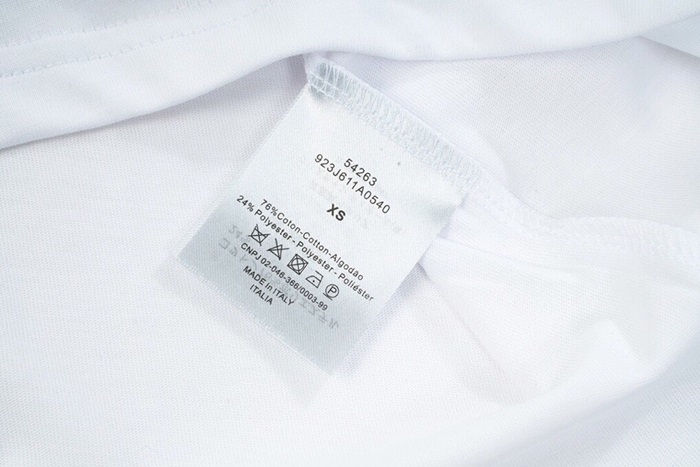 54263
923J611A0540
XS
76%Coton-Cotton-Algodão
24% Polyester - Polyester - Poliéster
CNPJ 02-046-366/0003-99
MADE IN ITALY
ITALIA